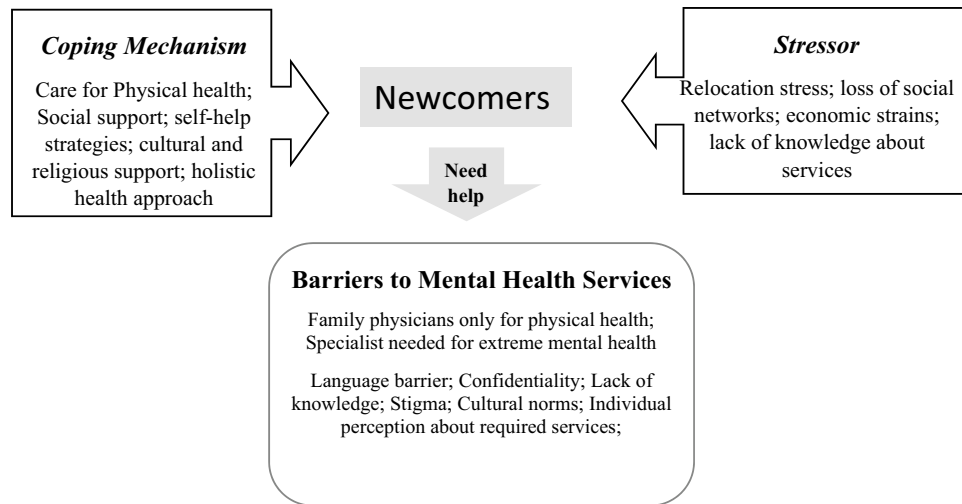 Coping Mechanism
Care for Physical health;
Social support; self-help
strategies; cultural and
religious support; holistic
health approach
Newcomers
Need
help
Stressor
Relocation stress; loss of social
networks; economic strains;
lack of knowledge about
services
Barriers to Mental Health Services
Family physicians only for physical health;
Specialist needed for extreme mental health
Language barrier; Confidentiality; Lack of
knowledge; Stigma; Cultural norms; Individual
perception about required services;